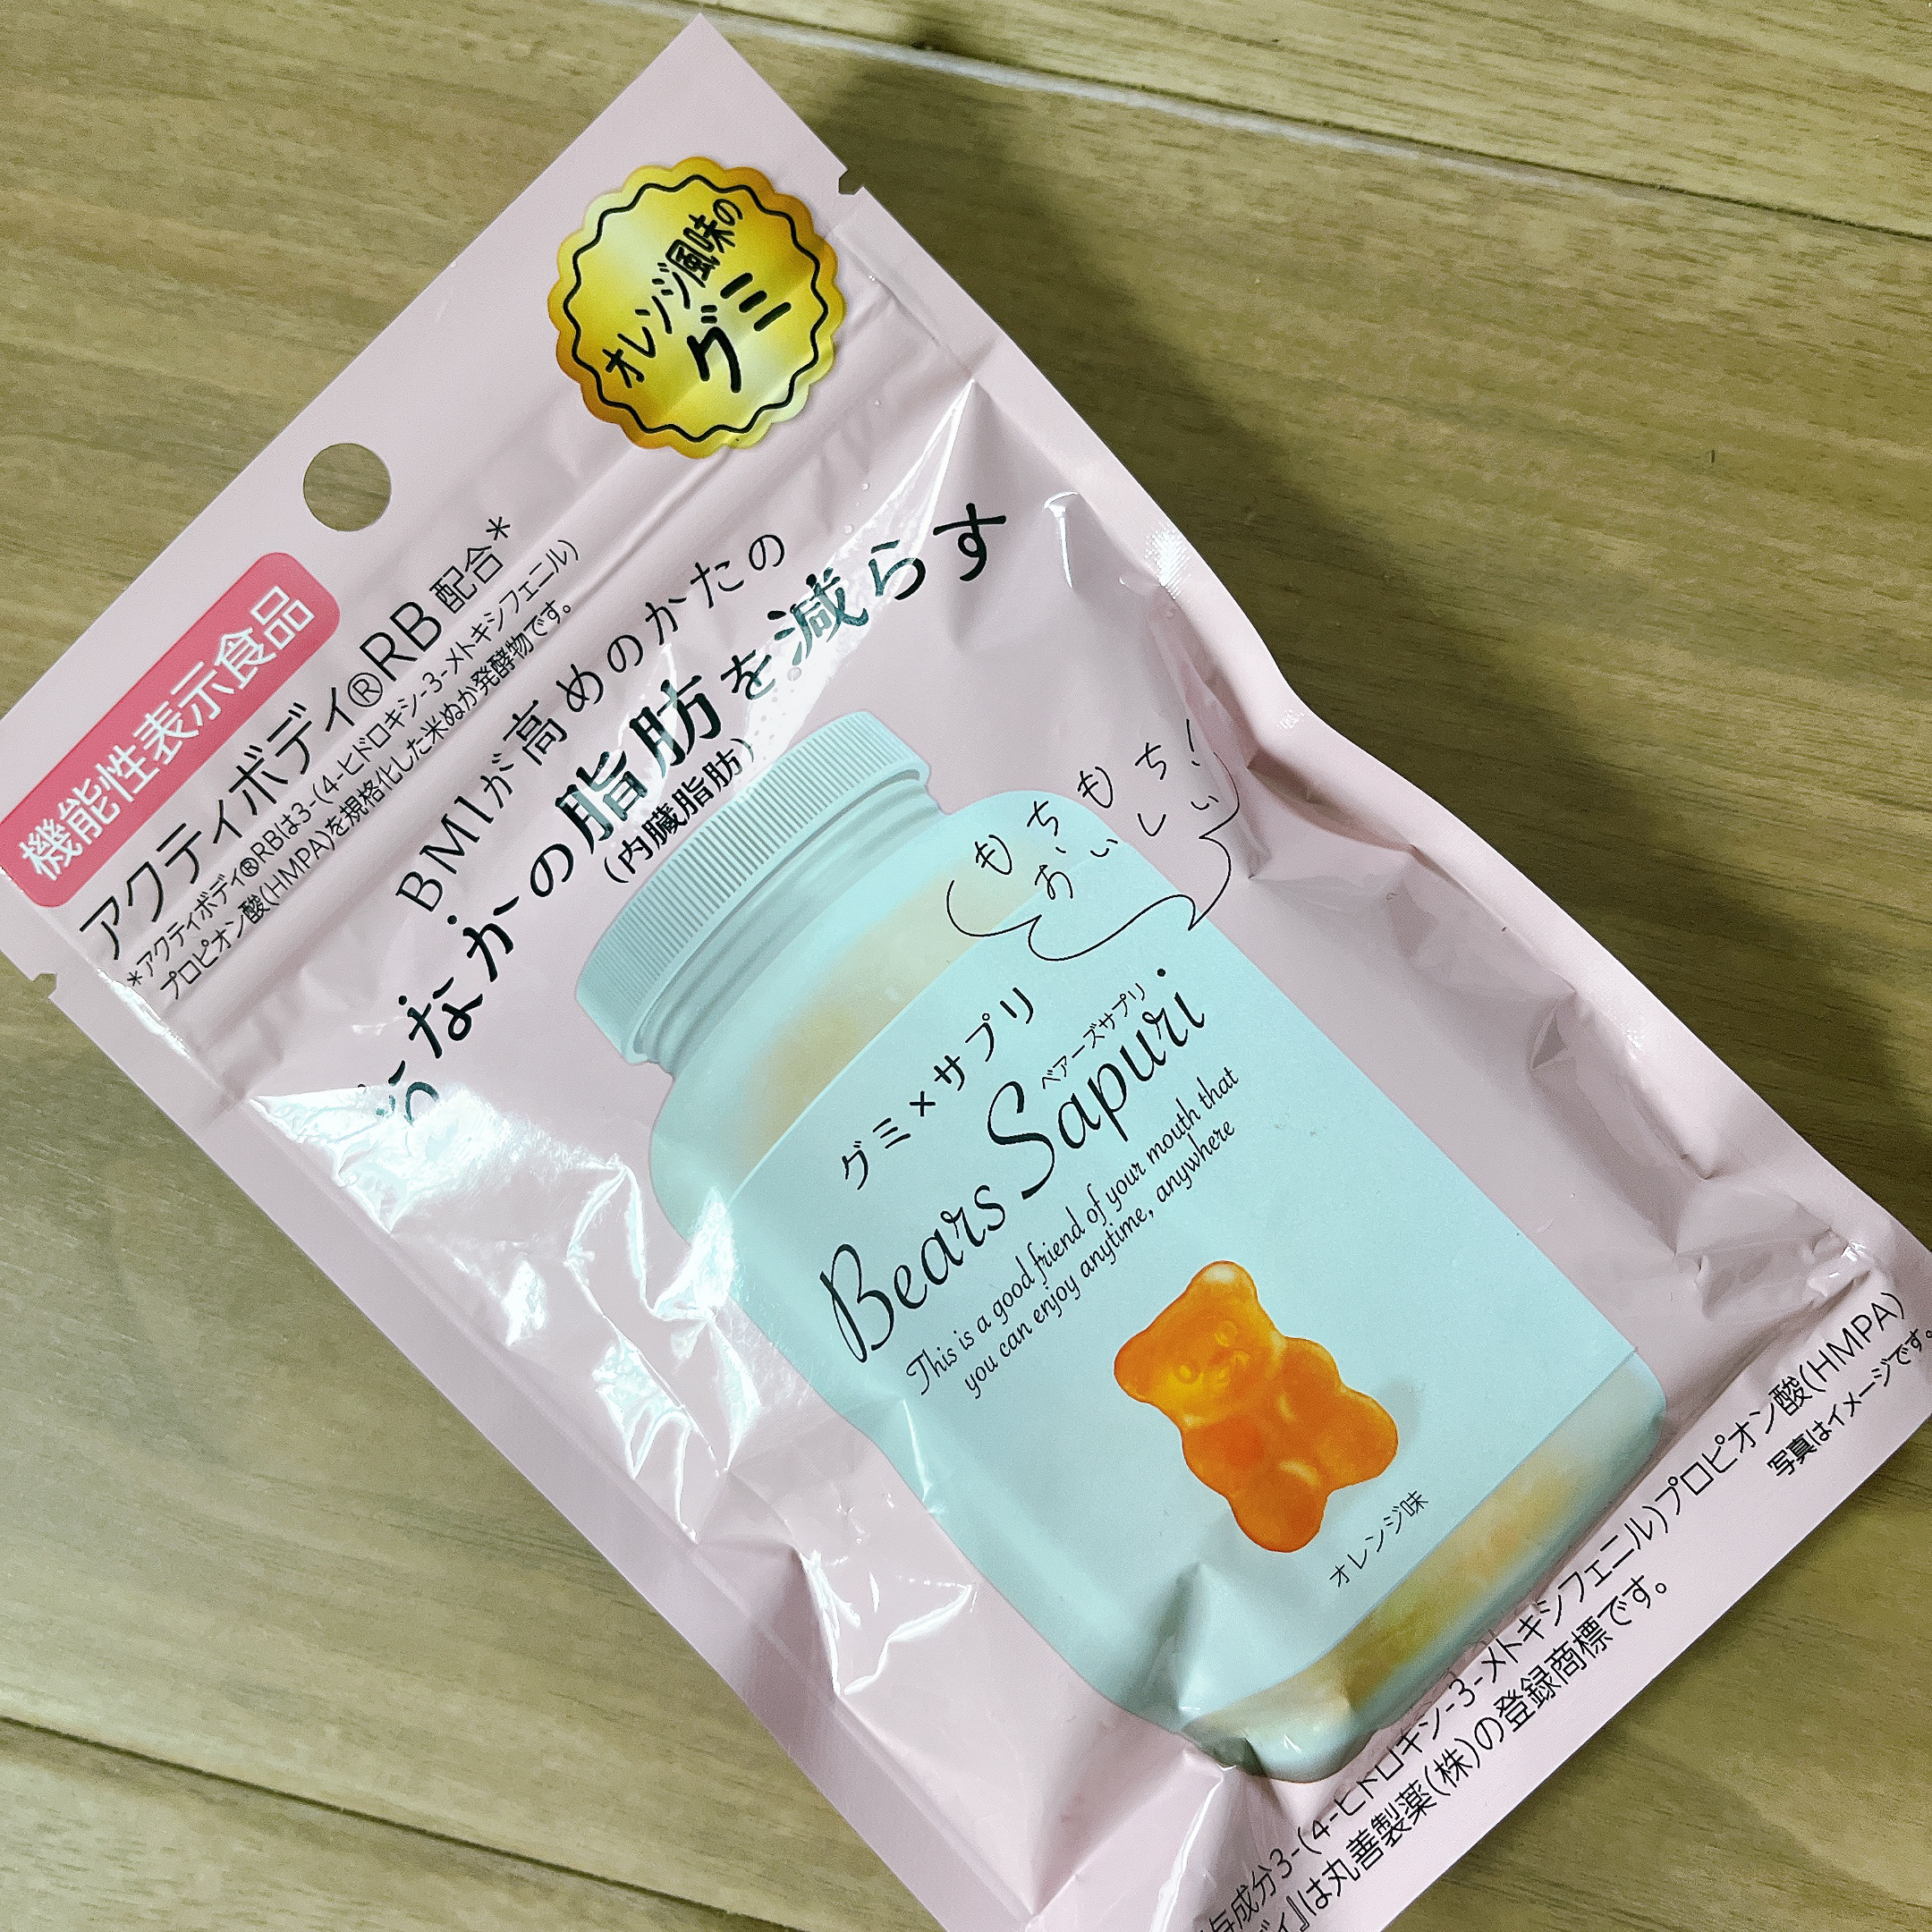 オレンジ風味の
グミ
機能性表示食品
アクティボディ®RB配合*
*アクティボディ®RBは3-(4-ヒドロキシ-3-メトキシフェニル)
プロピオン酸(HMPA)を規格化した米ぬか発酵物です。
BMIが高めのかたの
おなかの脂肪を減らす
(内臓脂肪)
もちもち!
おいしい
グミ×サプリ
ベアーズサプリ
Bears Sapuri
This is a good friend of your mouth that
you can enjoy anytime, anywhere
オレンジ味
与成分3-(4-ヒドロキシ-3-メトキシフェニル)プロピオン酸(HMPA)
ディ』は丸善製薬(株)の登録商標です。
写真はイメージです。